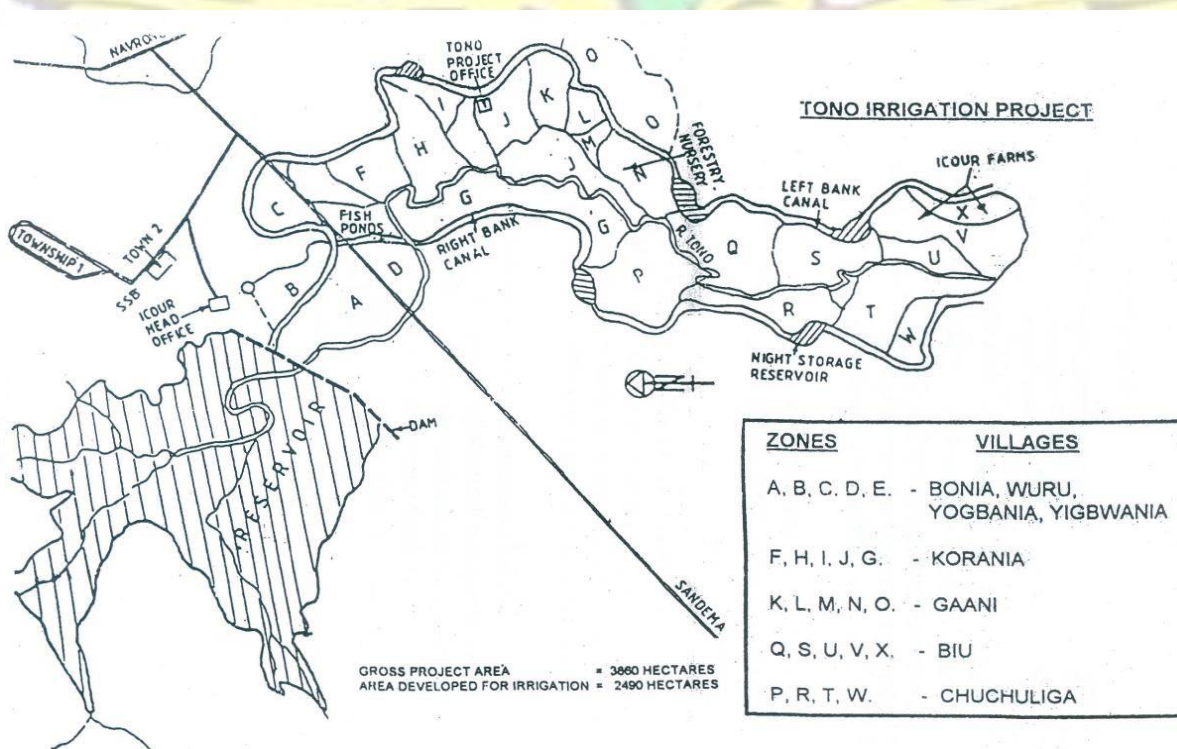 NAVRO
TONO
PROJECT
OFFICE
TONO IRRIGATION PROJECT
ICOUR FARMS
FORESTRY
NURSERY
LEFT BANK
CANAL
TOWNSHIP 1
TOWN 2
SSB
ICOUR
HEAD
OFFICE
FISH
PONDS
RIGHT BANK
CANAL
R. TONO
NIGHT STORAGE
RESERVOIR
A
B
C
D
F
G
G
H
I
J
J
K
L
M
N
O
O
P
Q
R
S
T
U
V
W
X
N
DAM
RESERVOIR
SANDEMA
GROSS PROJECT AREA = 3860 HECTARES
AREA DEVELOPED FOR IRRIGATION = 2490 HECTARES
ZONES VILLAGES
A, B, C. D, E. - BONIA, WURU,
YOGBANIA, YIGBWANIA
F, H, I, J, G. - KORANIA
K, L, M, N, O. - GAANI
Q, S, U, V, X. - BIU
P, R, T, W. - CHUCHULIGA